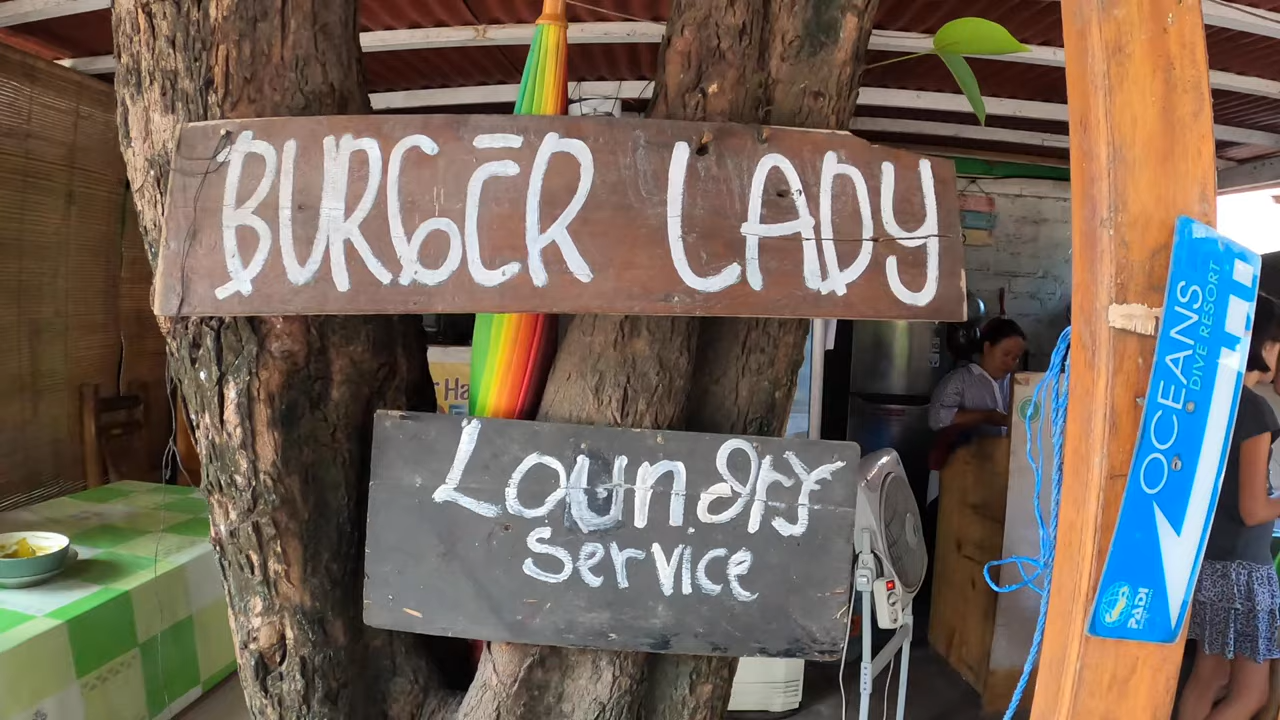 BURGER LADY
Loundry
Service
OCEANS
DIVE RESORT
PADI